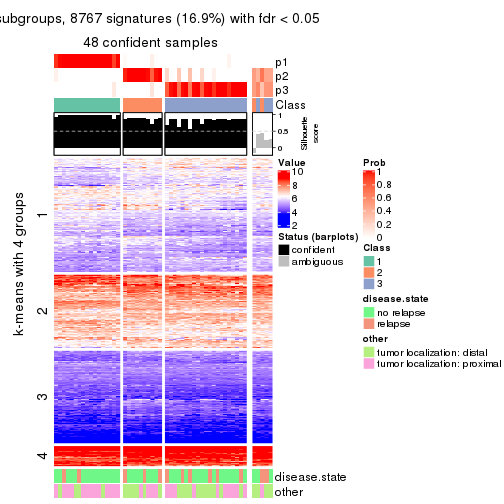 subgroups, 8767 signatures (16.9%) with fdr < 0.05
48 confident samples
p1
p2
p3
Class
1
0.5
0
Silhouette
score
k-means with 4 groups
1
2
3
4
disease.state
other
Value
10
8
6
4
2
Status (barplots)
confident
ambiguous
Prob
1
0.8
0.6
0.4
0.2
0
Class
1
2
3
disease.state
no relapse
relapse
other
tumor localization: distal
tumor localization: proximal